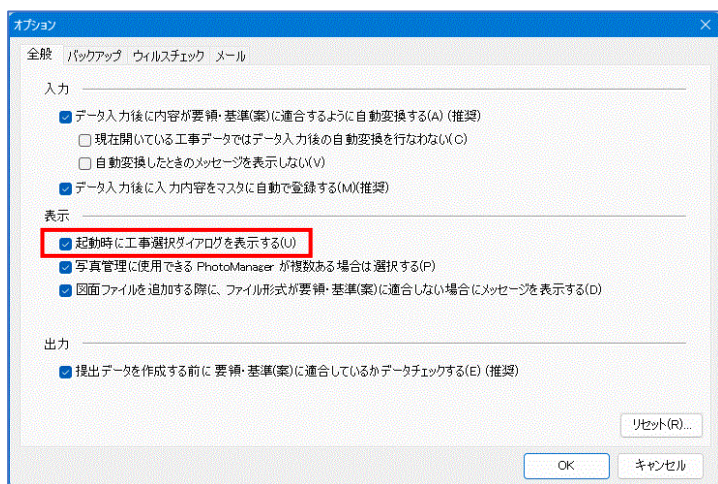 オプション
全般 バックアップ ウィルスチェック メール
入力
データ入力後に内容が要領・基準(案)に適合するように自動変換する(A) (推奨)
現在開いている工事データではデータ入力後の自動変換を行なわない(C)
自動変換したときのメッセージを表示しない(V)
データ入力後に入力内容をマスタに自動で登録する(M)(推奨)
表示
起動時に工事選択ダイアログを表示する(U)
写真管理に使用できる PhotoManager が複数ある場合は選択する(P)
図面ファイルを追加する際に、ファイル形式が要領・基準(案)に適合しない場合にメッセージを表示する(D)
出力
提出データを作成する前に要領・基準(案)に適合しているかデータチェックする(E) (推奨)
リセット(R)...
OK キャンセル